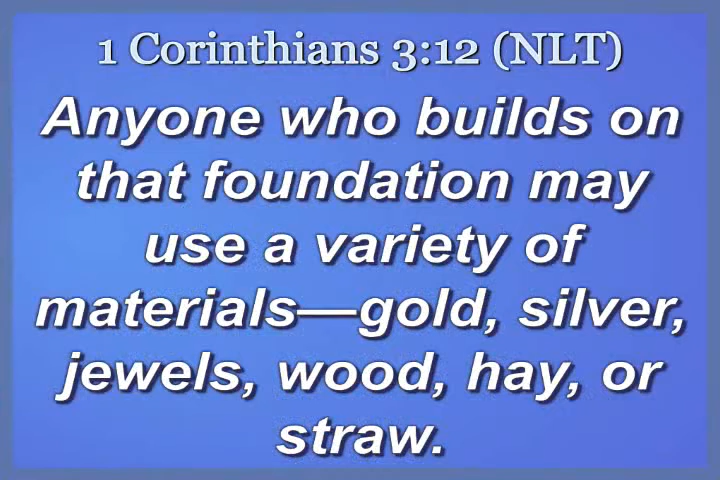 1 Corinthians 3:12 (NLT)
Anyone who builds on
that foundation may
use a variety of
materials—gold, silver,
jewels, wood, hay, or
straw.